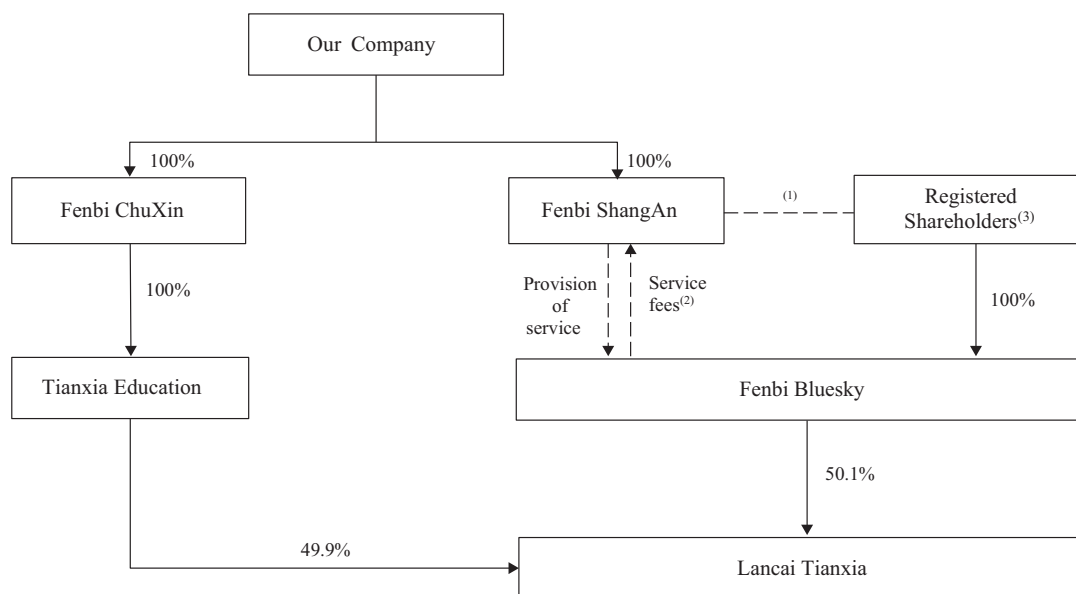 Our Company
100%
100%
Fenbi ChuXin
Fenbi ShangAn
(1)
Registered
Shareholders(3)
100%
Provision
of
service
Service
fees(2)
100%
Tianxia Education
Fenbi Bluesky
50.1%
49.9%
Lancai Tianxia